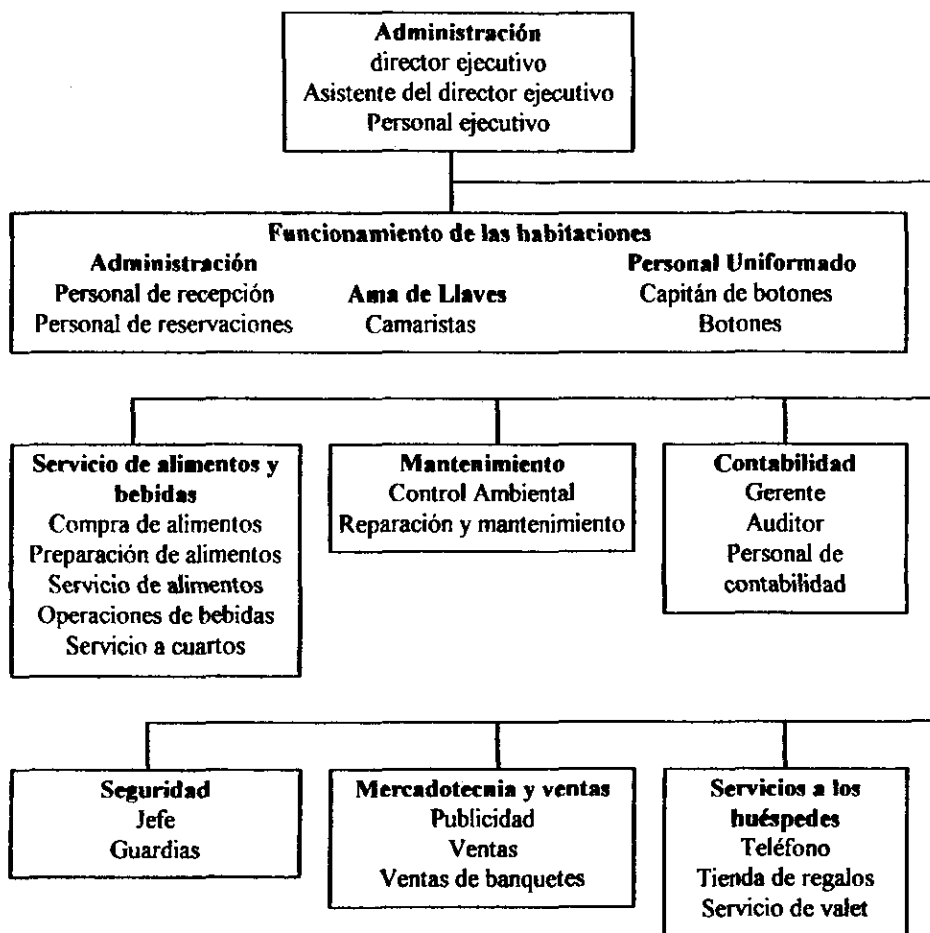 Administración
director ejecutivo
Asistente del director ejecutivo
Personal ejecutivo
Funcionamiento de las habitaciones
Administración
Personal de recepción
Personal de reservaciones
Ama de Llaves
Camaristas
Personal Uniformado
Capitán de botones
Botones
Servicio de alimentos y
bebidas
Compra de alimentos
Preparación de alimentos
Servicio de alimentos
Operaciones de bebidas
Servicio a cuartos
Mantenimiento
Control Ambiental
Reparación y mantenimiento
Contabilidad
Gerente
Auditor
Personal de
contabilidad
Seguridad
Jefe
Guardias
Mercadotecnia y ventas
Publicidad
Ventas
Ventas de banquetes
Servicios a los
huéspedes
Teléfono
Tienda de regalos
Servicio de valet